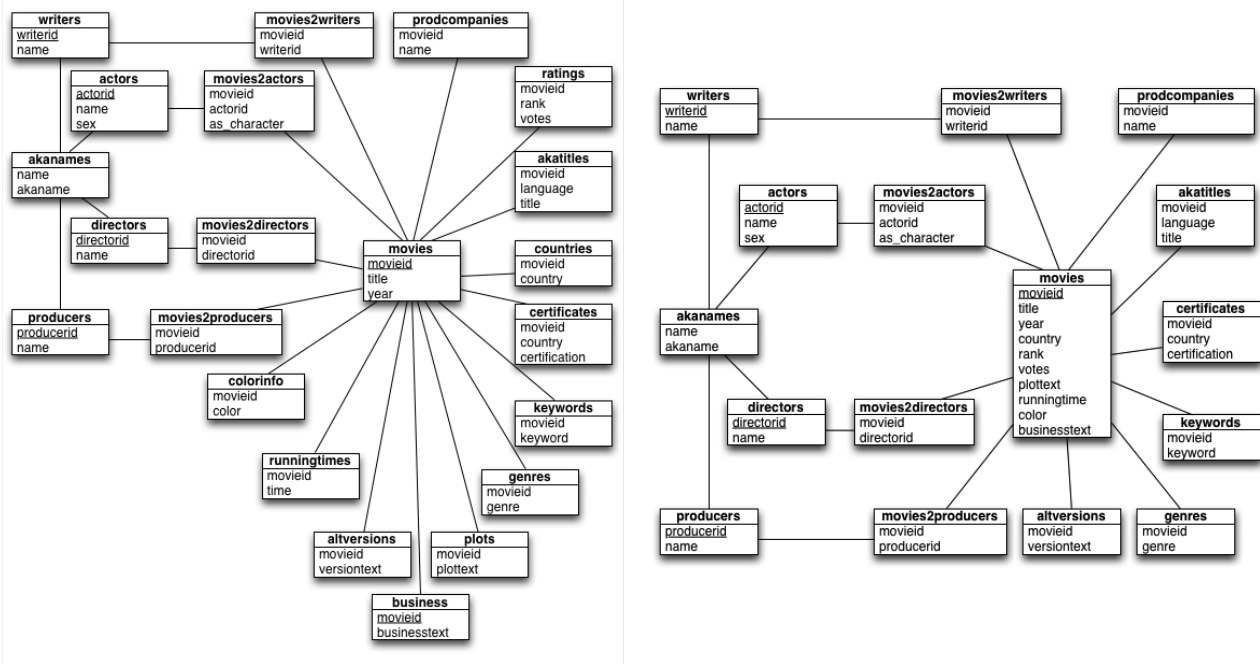 writers
writerid
name
movies2writers
movieid
writerid
prodcompanies
movieid
name
actors
actorid
name
sex
movies2actors
movieid
actorid
as_character
ratings
movieid
rank
votes
akanames
name
akaname
akatitles
movieid
language
title
directors
directorid
name
movies2directors
movieid
directorid
movies
movieid
title
year
countries
movieid
country
producers
producerid
name
movies2producers
movieid
producerid
certificates
movieid
country
certification
colorinfo
movieid
color
keywords
movieid
keyword
runningtimes
movieid
time
genres
movieid
genre
altversions
movieid
versiontext
plots
movieid
plottext
business
movieid
businesstext
writers
writerid
name
movies2writers
movieid
writerid
prodcompanies
movieid
name
actors
actorid
name
sex
movies2actors
movieid
actorid
as_character
akatitles
movieid
language
title
movies
movieid
title
year
country
rank
votes
plottext
runningtime
color
businesstext
akanames
name
akaname
certificates
movieid
country
certification
directors
directorid
name
movies2directors
movieid
directorid
keywords
movieid
keyword
producers
producerid
name
movies2producers
movieid
producerid
altversions
movieid
versiontext
genres
movieid
genre